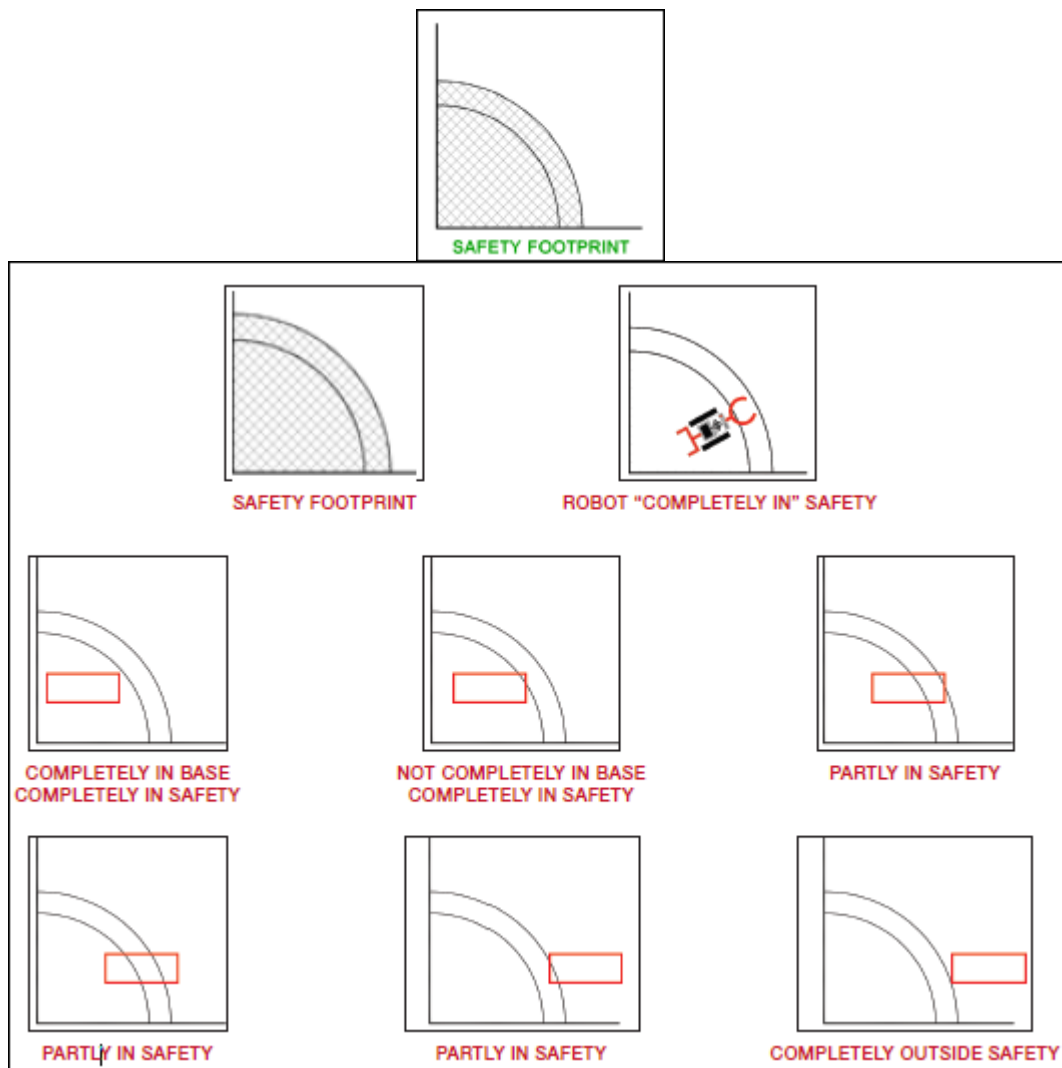 SAFETY FOOTPRINT
SAFETY FOOTPRINT
ROBOT “COMPLETELY IN” SAFETY
COMPLETELY IN BASE
COMPLETELY IN SAFETY
NOT COMPLETELY IN BASE
COMPLETELY IN SAFETY
PARTLY IN SAFETY
PARTLY IN SAFETY
PARTLY IN SAFETY
COMPLETELY OUTSIDE SAFETY